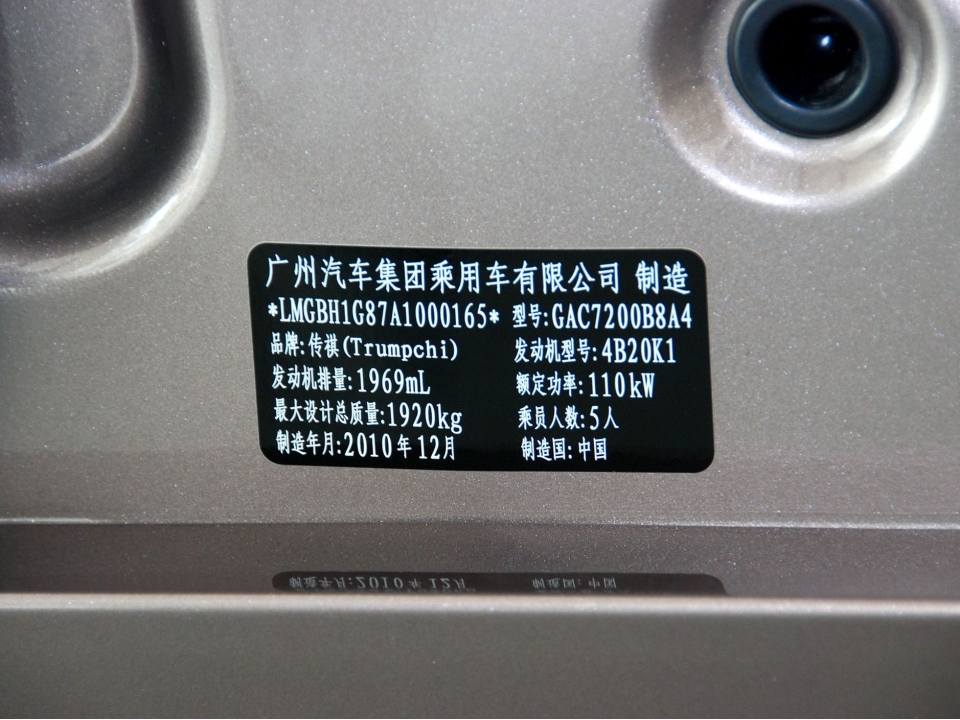 广州汽车集团乘用车有限公司 制造
*LMGBH1G87A1000165* 型号:GAC7200B8A4
品牌:传祺(Trumpchi) 发动机型号:4B20K1
发动机排量:1969mL 额定功率:110kW
最大设计总质量:1920kg 乘员人数:5人
制造年月:2010年12月 制造国:中国